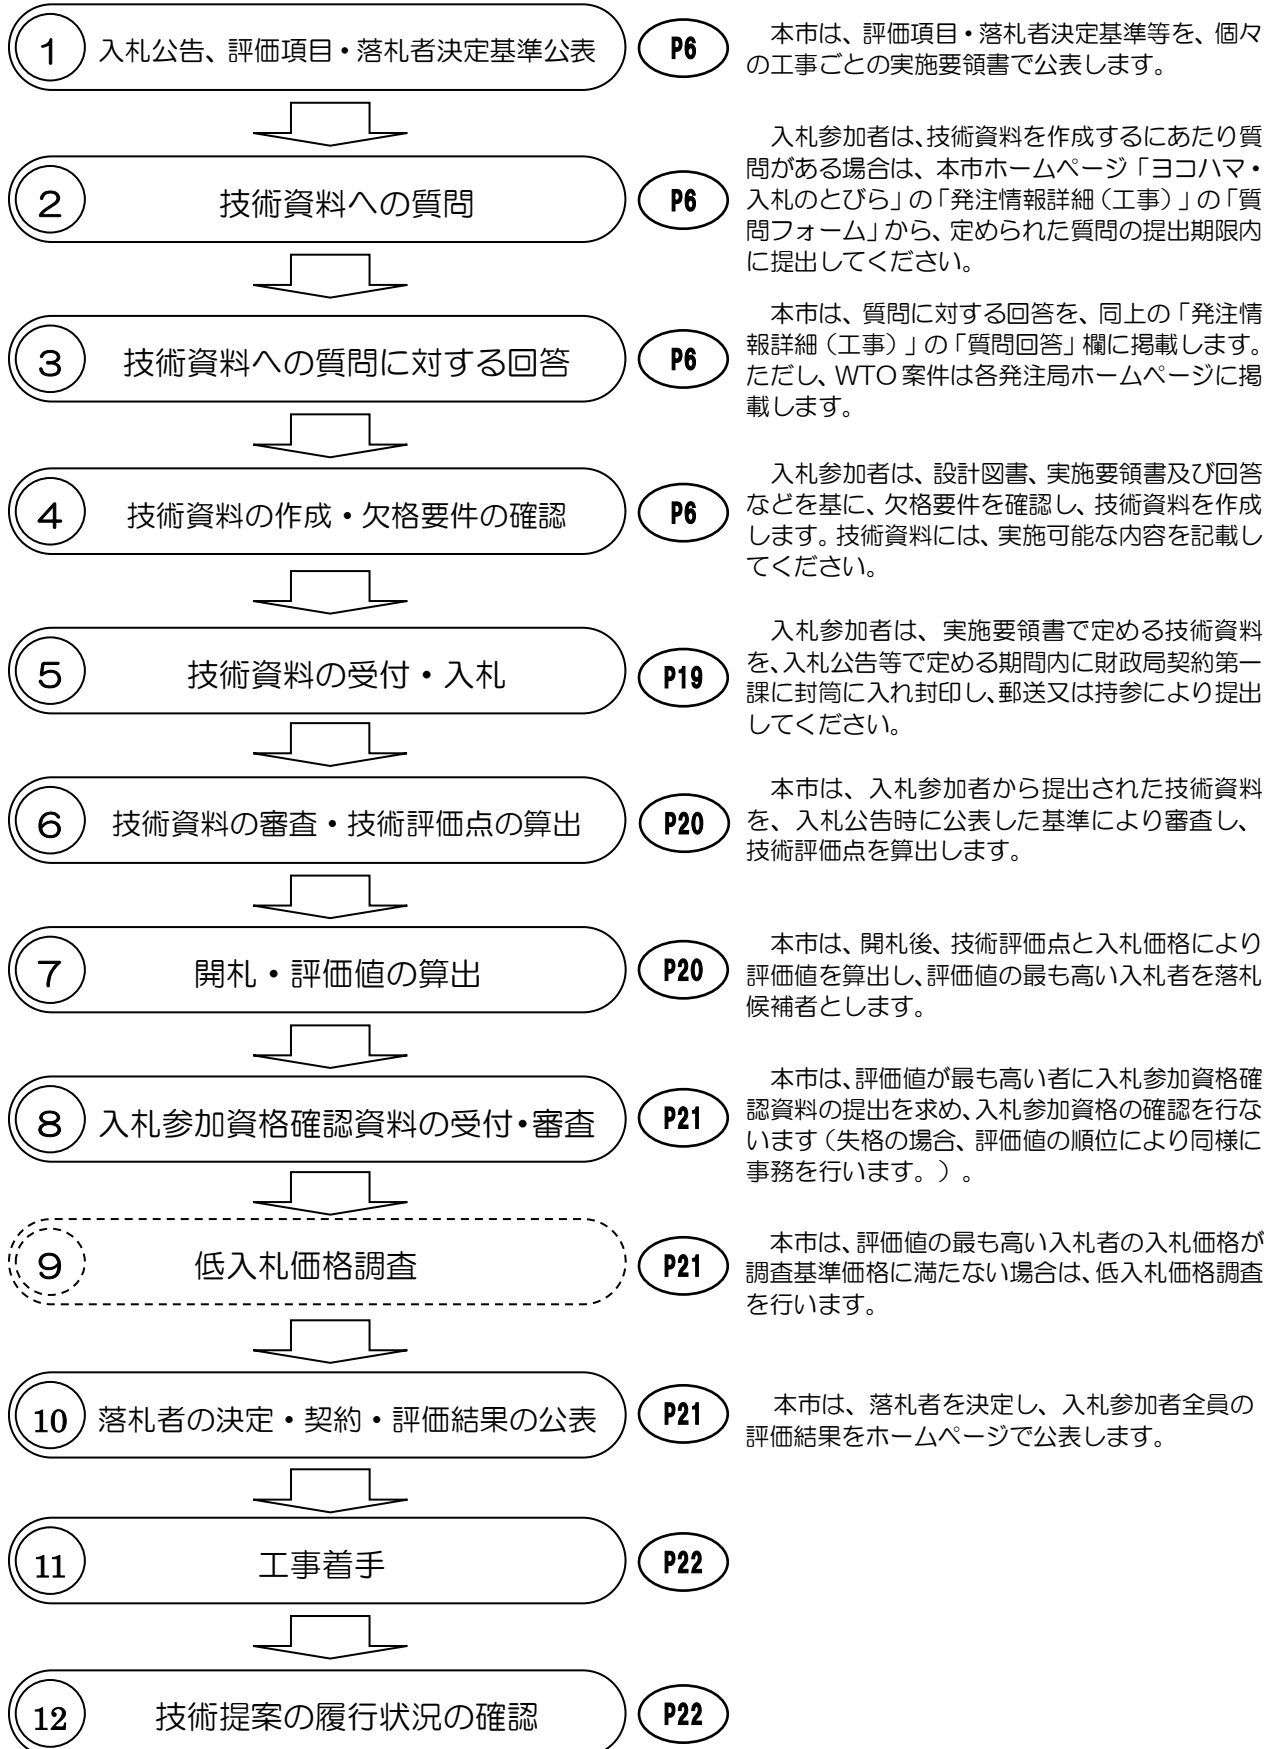 1 入札公告、評価項目・落札者決定基準公表 P6
本市は、評価項目・落札者決定基準等を、個々
の工事ごとの実施要領書で公表します。
2 技術資料への質問 P6
入札参加者は、技術資料を作成するにあたり質
問がある場合は、本市ホームページ「ヨコハマ・
入札のとびら」の「発注情報詳細（工事）」の「質
問フォーム」から、定められた質問の提出期限内
に提出してください。
3 技術資料への質問に対する回答 P6
本市は、質問に対する回答を、同上の「発注情
報詳細（工事）」の「質問回答」欄に掲載します。
ただし、WTO案件は各発注局ホームページに掲
載します。
4 技術資料の作成・欠格要件の確認 P6
入札参加者は、設計図書、実施要領書及び回答
などを基に、欠格要件を確認し、技術資料を作成
します。技術資料には、実施可能な内容を記載し
てください。
5 技術資料の受付・入札 P19
入札参加者は、実施要領書で定める技術資料
を、入札公告等で定める期間内に財政局契約第一
課に封筒に入れ封印し、郵送又は持参により提出
してください。
6 技術資料の審査・技術評価点の算出 P20
本市は、入札参加者から提出された技術資料
を、入札公告時に公表した基準により審査し、
技術評価点を算出します。
7 開札・評価値の算出 P20
本市は、開札後、技術評価点と入札価格により
評価値を算出し、評価値の最も高い入札者を落札
候補者とします。
8 入札参加資格確認資料の受付・審査 P21
本市は、評価値が最も高い者に入札参加資格確
認資料の提出を求め、入札参加資格の確認を行な
います（失格の場合、評価値の順位により同様に
事務を行います。）。
9 低入札価格調査 P21
本市は、評価値の最も高い入札者の入札価格が
調査基準価格に満たない場合は、低入札価格調査
を行います。
10 落札者の決定・契約・評価結果の公表 P21
本市は、落札者を決定し、入札参加者全員の
評価結果をホームページで公表します。
11 工事着手 P22
12 技術提案の履行状況の確認 P22